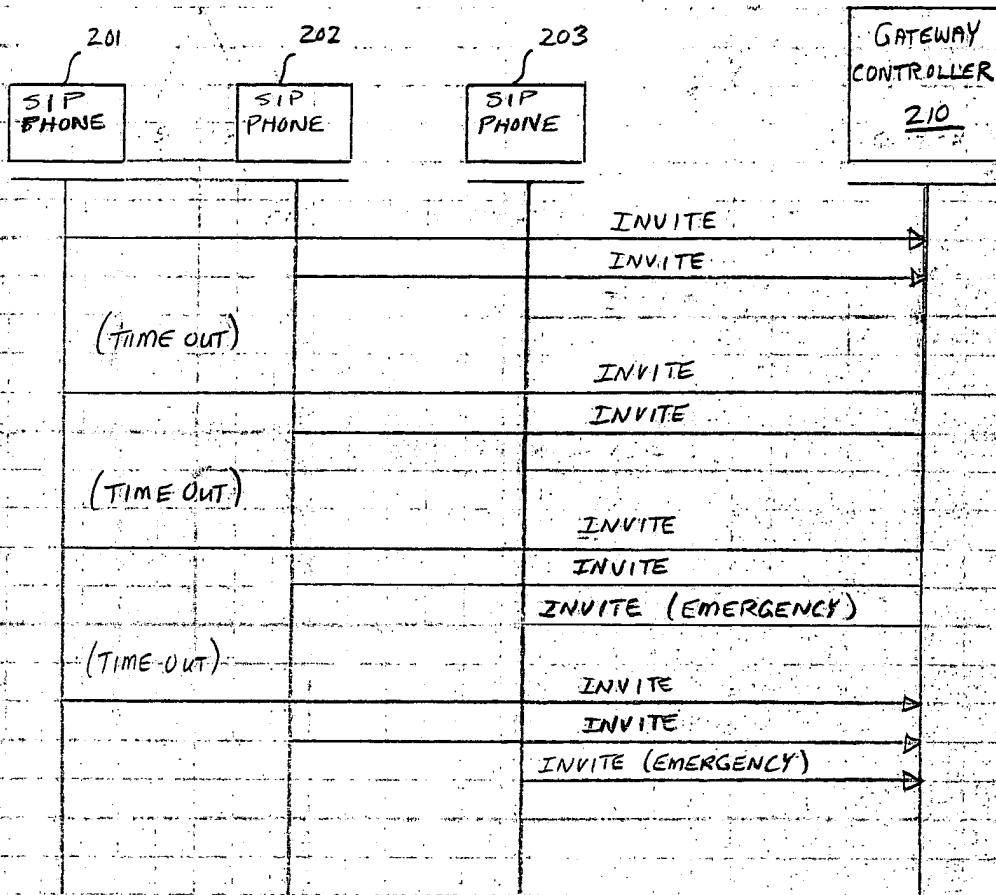 201
202
203
GATEWAY
CONTROLLER
210
SIP
PHONE
SIP
PHONE
SIP
PHONE
INVITE
INVITE
(TIME OUT)
INVITE
INVITE
(TIME OUT)
INVITE
INVITE
INVITE (EMERGENCY)
(TIME OUT)
INVITE
INVITE
INVITE (EMERGENCY)